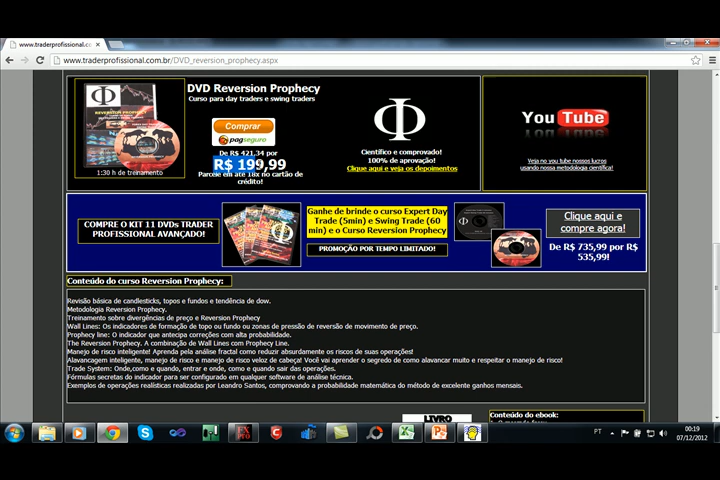 www.traderprofissional.co
www.traderprofissional.com.br/DVD_reversion_prophecy.aspx
DVD Reversion Prophecy
Curso para day traders e swing traders
REVERSION PROPHECY
1:30 h de treinamento
Comprar
pagseguro
De R$ 421,34 por
R$ 199,99
Parcele em até 18x no cartão de
crédito!
Científico e comprovado!
100% de aprovação!
Clique aqui e veja os depoimentos
You Tube
Veja no you tube nossos lucros
usando nossa metodologia científica!
COMPRE O KIT 11 DVDs TRADER
PROFISSIONAL AVANÇADO!
Ganhe de brinde o curso Expert Day
Trade (5min) e Swing Trade (60
min) e o Curso Reversion Prophecy
PROMOÇÃO POR TEMPO LIMITADO!
Clique aqui e
compre agora!
De R$ 735,99 por R$
535,99!
Conteúdo do curso Reversion Prophecy:
Revisão básica de candlesticks, topos e fundos e tendência de dow.
Metodologia Reversion Prophecy.
Treinamento sobre divergências de preço e Reversion Prophecy
Wall Lines: Os indicadores de formação de topo ou fundo ou zonas de pressão de reversão de movimento de preço.
Prophecy line: O indicador que antecipa correções com alta probabilidade.
The Reversion Prophecy. A combinação de Wall Lines com Prophecy Line.
Manejo de risco inteligente! Aprenda pela análise fractal como reduzir absurdamente os riscos de suas operações!
Alavancagem inteligente, manejo de risco e manejo de risco veloz de cabeça! Você vai aprender o segredo de como alavancar muito e respeitar o manejo de risco!
Trade System: Onde,como e quando, entrar e onde, como e quando sair das operações.
Fórmulas secretas do indicador para ser configurado em qualquer software de análise técnica.
Exemplos de operações realísticas realizadas por Leandro Santos, comprovando a probabilidade matemática do método de excelente ganhos mensais.
LIVRO
Conteúdo do ebook:
PT
00:19
07/12/2012